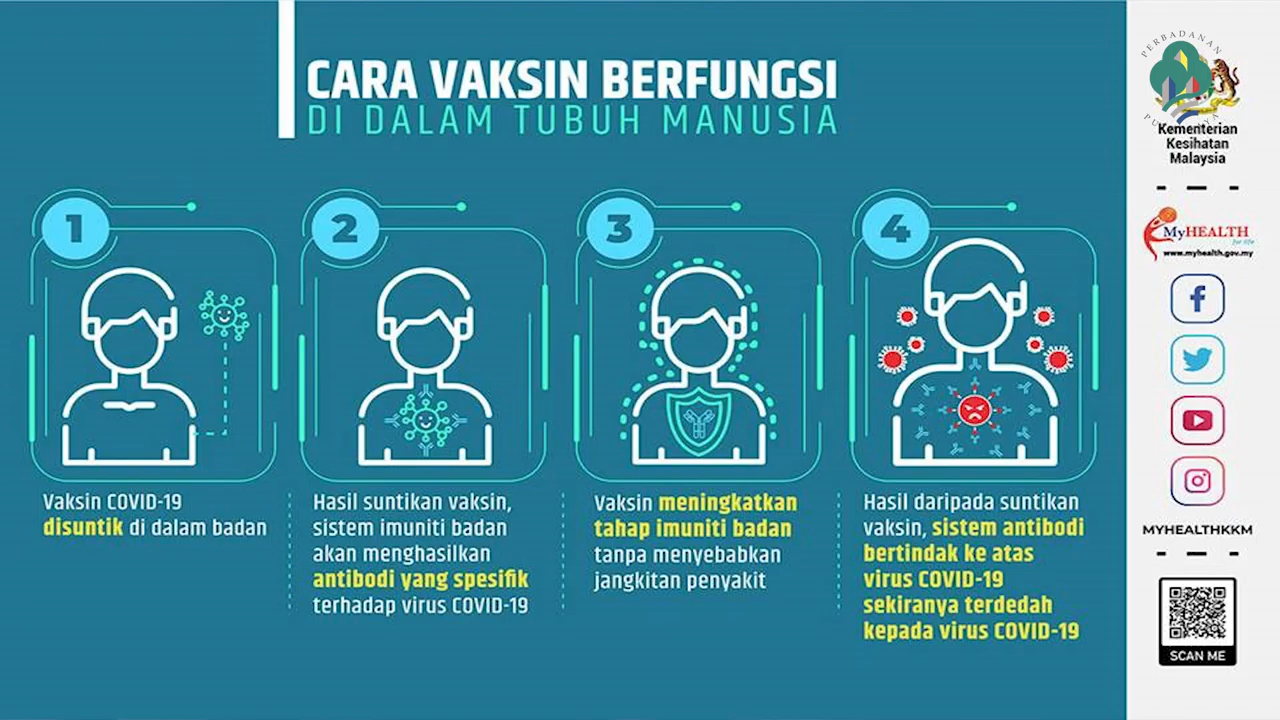 CARA VAKSIN BERFUNGSI
DI DALAM TUBUH MANUSIA
1
Vaksin COVID-19
disuntik di dalam badan
2
Hasil suntikan vaksin,
sistem imuniti badan
akan menghasilkan
antibodi yang spesifik
terhadap virus COVID-19
3
Vaksin meningkatkan
tahap imuniti badan
tanpa menyebabkan
jangkitan penyakit
4
Hasil daripada suntikan
vaksin, sistem antibodi
bertindak ke atas
virus COVID-19
sekiranya terdedah
kepada virus COVID-19
PERBADANAN
Kementerian
Kesihatan
Malaysia
MyHEALTH
for life
www.myhealth.gov.my
MYHEALTHKKM
SCAN ME